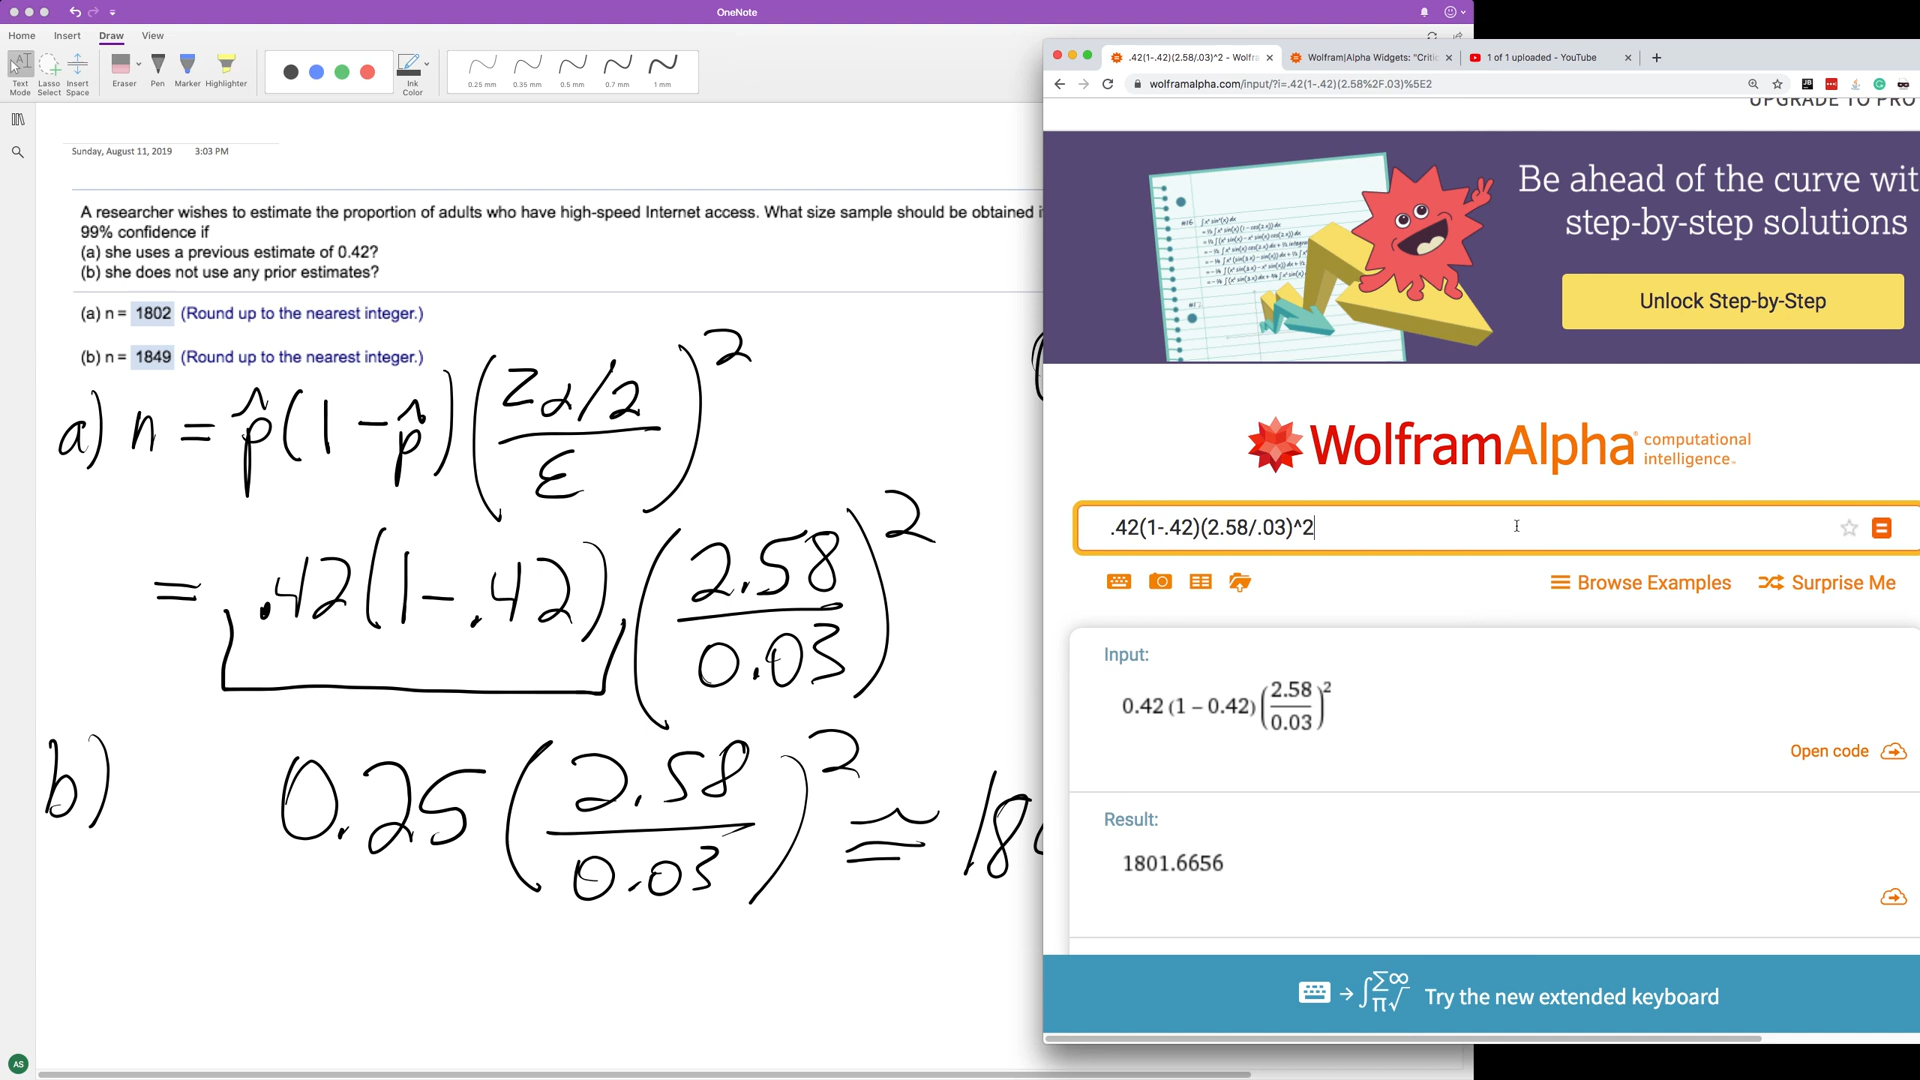 OneNote
Home Insert Draw View
Text Mode
Lasso Select
Insert Space
Eraser
Pen
Marker
Highlighter
Ink Color
0.25 mm
0.35 mm
0.5 mm
0.7 mm
1 mm
Sunday, August 11, 2019 3:03 PM
A researcher wishes to estimate the proportion of adults who have high-speed Internet access. What size sample should be obtained i
99% confidence if
(a) she uses a previous estimate of 0.42?
(b) she does not use any prior estimates?
(a) n = 1802 (Round up to the nearest integer.)
(b) n = 1849 (Round up to the nearest integer.)
a) n = p̂(1-p̂)(zα/2/ε)²
= .42(1-.42).(2.58/0.03)²
b) 0.25(2.58/0.03)² ≈ 18
AS
.42(1-.42)(2.58/.03)^2 - Wolfra
Wolfram|Alpha Widgets: "Critic
1 of 1 uploaded - YouTube
wolframalpha.com/input/?i=.42(1-.42)(2.58%2F.03)%5E2
UPGRADE TO PRO
Be ahead of the curve wit
step-by-step solutions
Unlock Step-by-Step
WolframAlpha computational intelligence™
.42(1-.42)(2.58/.03)^2
Browse Examples Surprise Me
Input:
0.42 (1 − 0.42) (2.58/0.03)²
Open code
Result:
1801.6656
Try the new extended keyboard